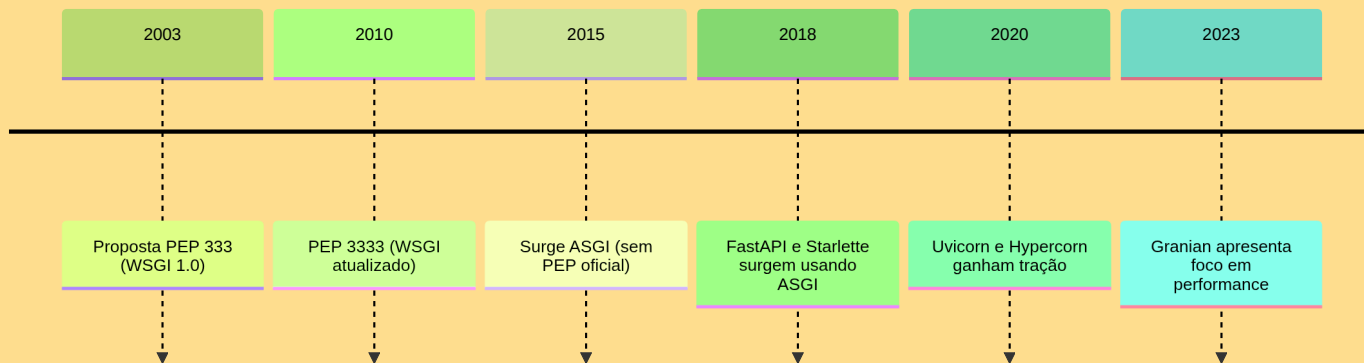 2003
2010
2015
2018
2020
2023
Proposta PEP 333
(WSGI 1.0)
PEP 3333 (WSGI
atualizado)
Surge ASGI (sem
PEP oficial)
FastAPI e Starlette
surgem usando
ASGI
Uvicorn e Hypercorn
ganham tração
Granian apresenta
foco em
performance